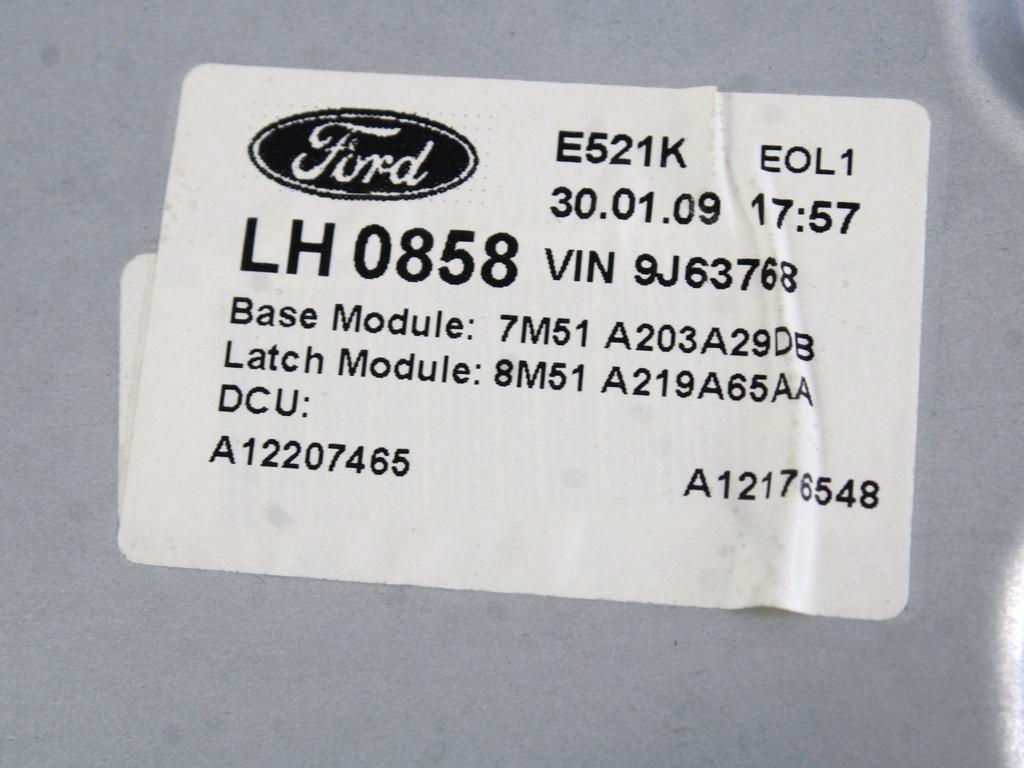 Ford
E521K EOL1
30.01.09 17:57
LH 0858 VIN 9J63768
Base Module: 7M51 A203A29DB
Latch Module: 8M51 A219A65AA
DCU:
A12207465 A12176548